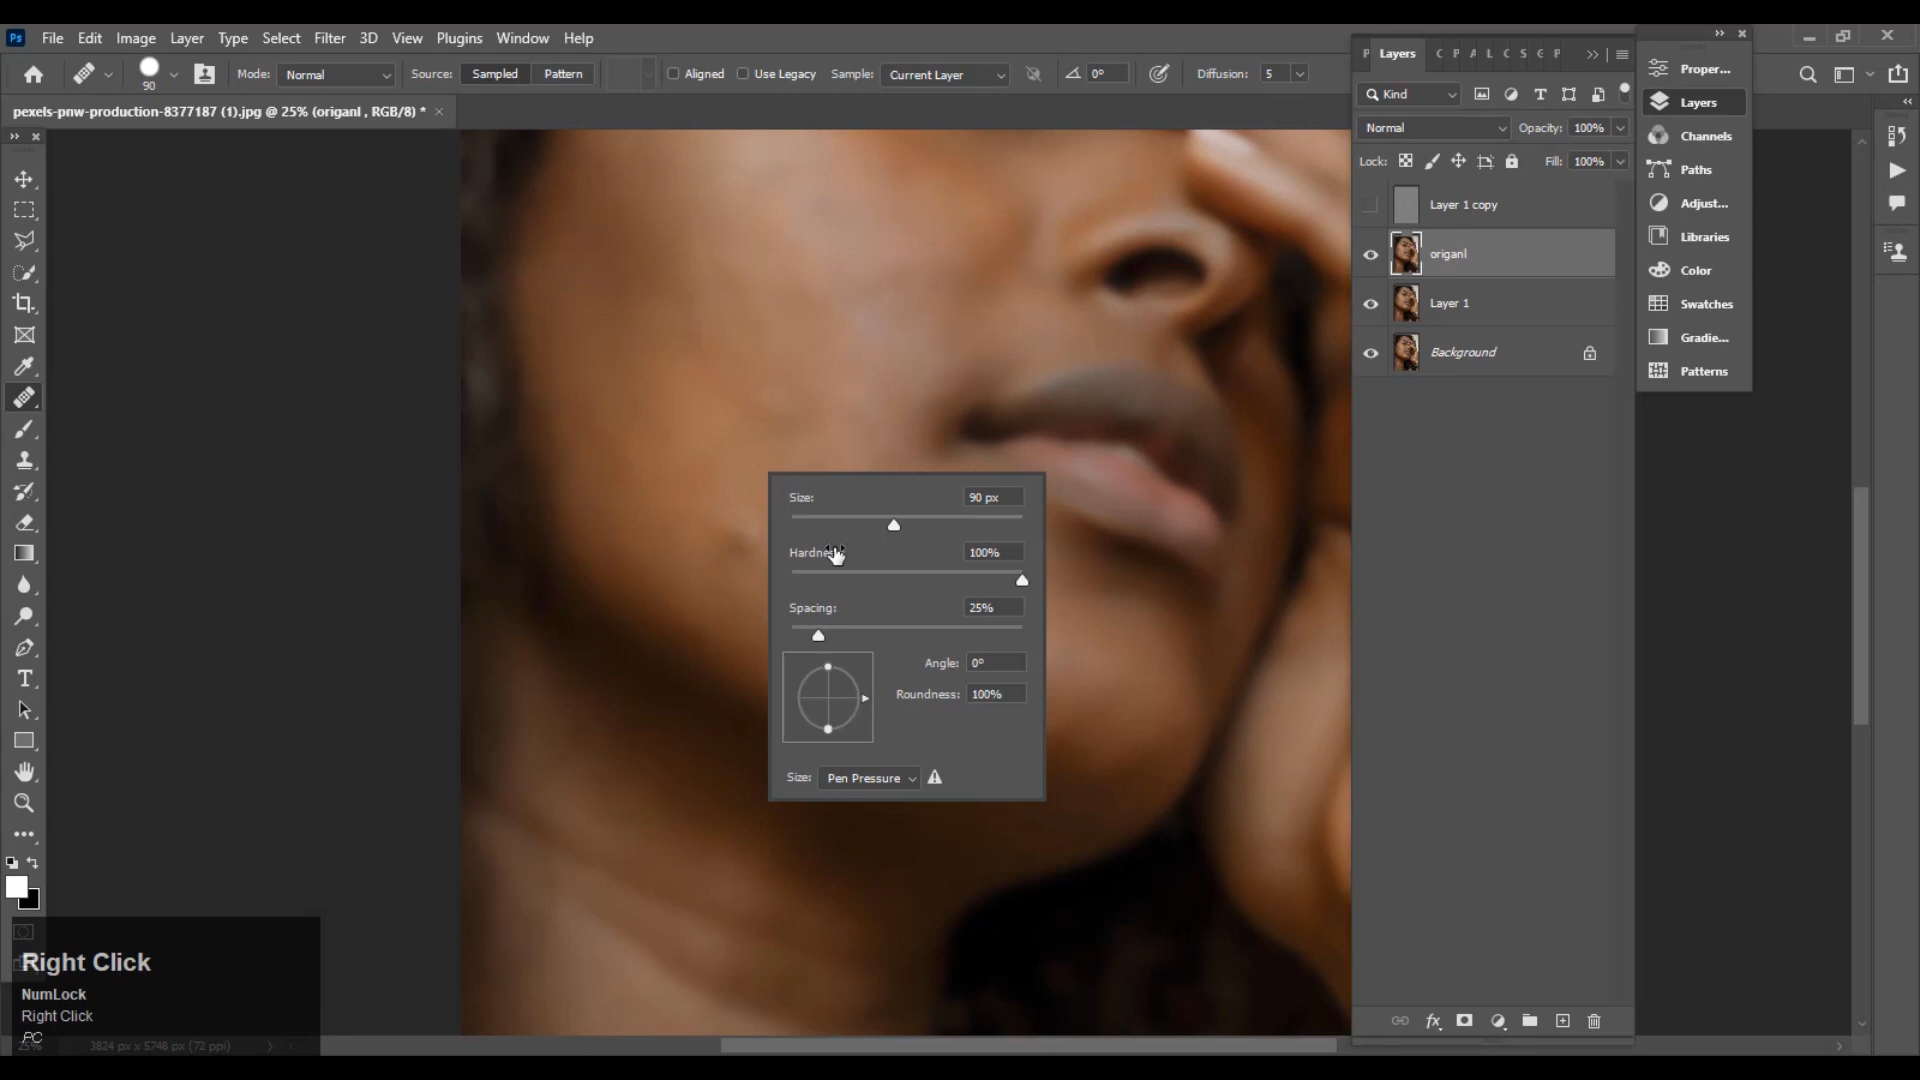 Ps File Edit Image Layer Type Select Filter 3D View Plugins Window Help
90 Mode: Normal Source: Sampled Pattern Aligned Use Legacy Sample: Current Layer 0° Diffusion: 5
pexels-pnw-production-8377187 (1).jpg @ 25% (origanl , RGB/8) * ×
P Layers C P A L C S G P
Kind
Normal Opacity: 100%
Lock: Fill: 100%
Layer 1 copy
origanl
Layer 1
Background
Proper...
Layers
Channels
Paths
Adjust...
Libraries
Color
Swatches
Gradie...
Patterns
Size: 90 px
100%
Spacing: 25%
Angle: 0°
Roundness: 100%
Size: Pen Pressure
Right Click
NumLock
Right Click
PC
25% 3824 px x 5748 px (72 ppi)